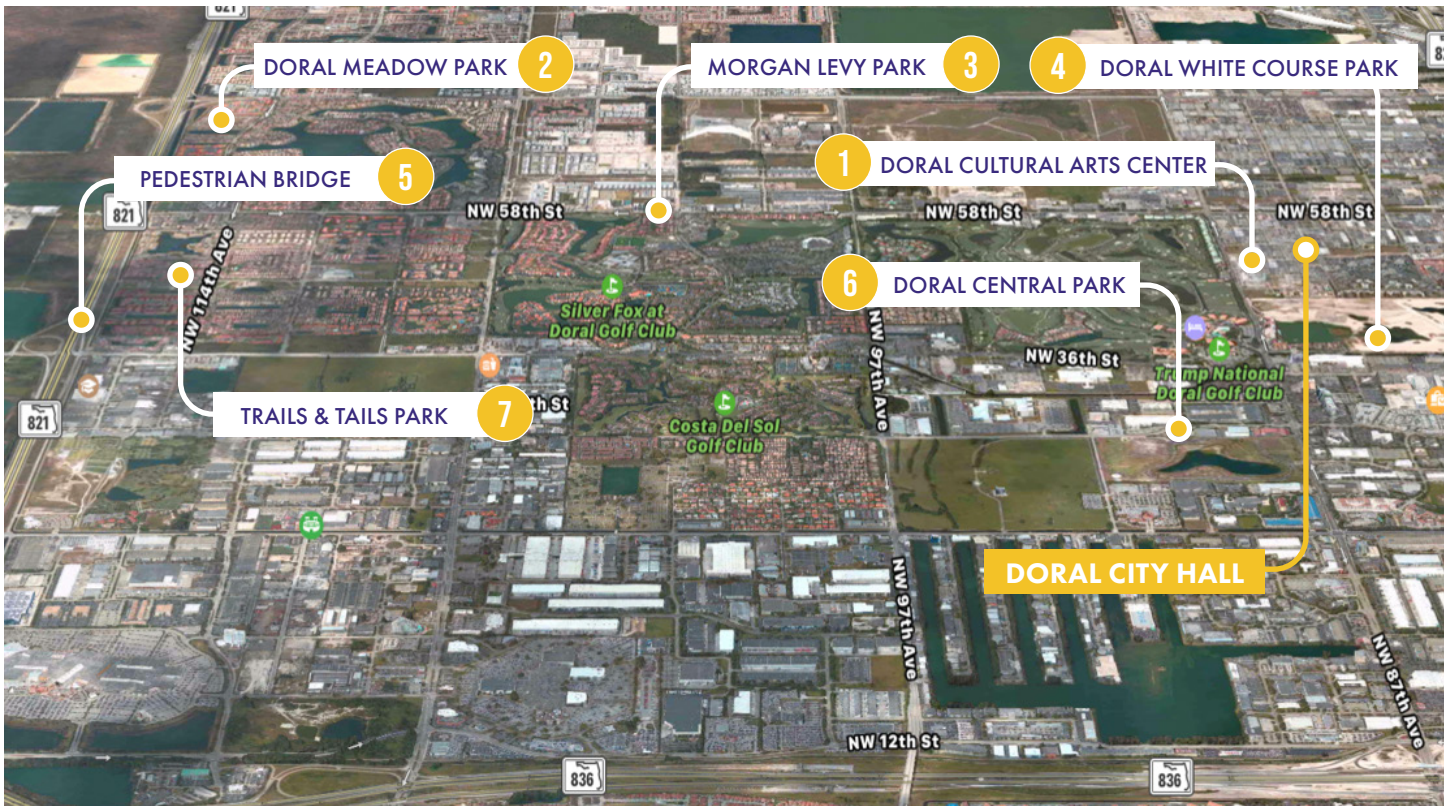 821
DORAL MEADOW PARK 2
MORGAN LEVY PARK 3
4 DORAL WHITE COURSE PARK
1 DORAL CULTURAL ARTS CENTER
PEDESTRIAN BRIDGE 5
821
NW 58th St
NW 58th St
NW 58th St
NW 114th Ave
6 DORAL CENTRAL PARK
Silver Fox at
Doral Golf Club
NW 97th Ave
NW 36th St
Trump National
Doral Golf Club
821
TRAILS & TAILS PARK 7
th St
Costa Del Sol
Golf Club
DORAL CITY HALL
NW 97th Ave
NW 87th Ave
NW 12th St
836
836